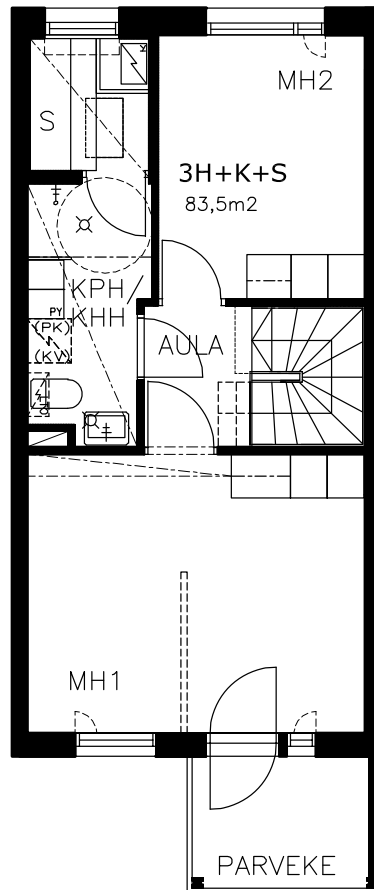 MH2
S
3H+K+S
83,5m2
KPH/
KHH
PY
(PK)
(KV)
AULA
MH1
PARVEKE